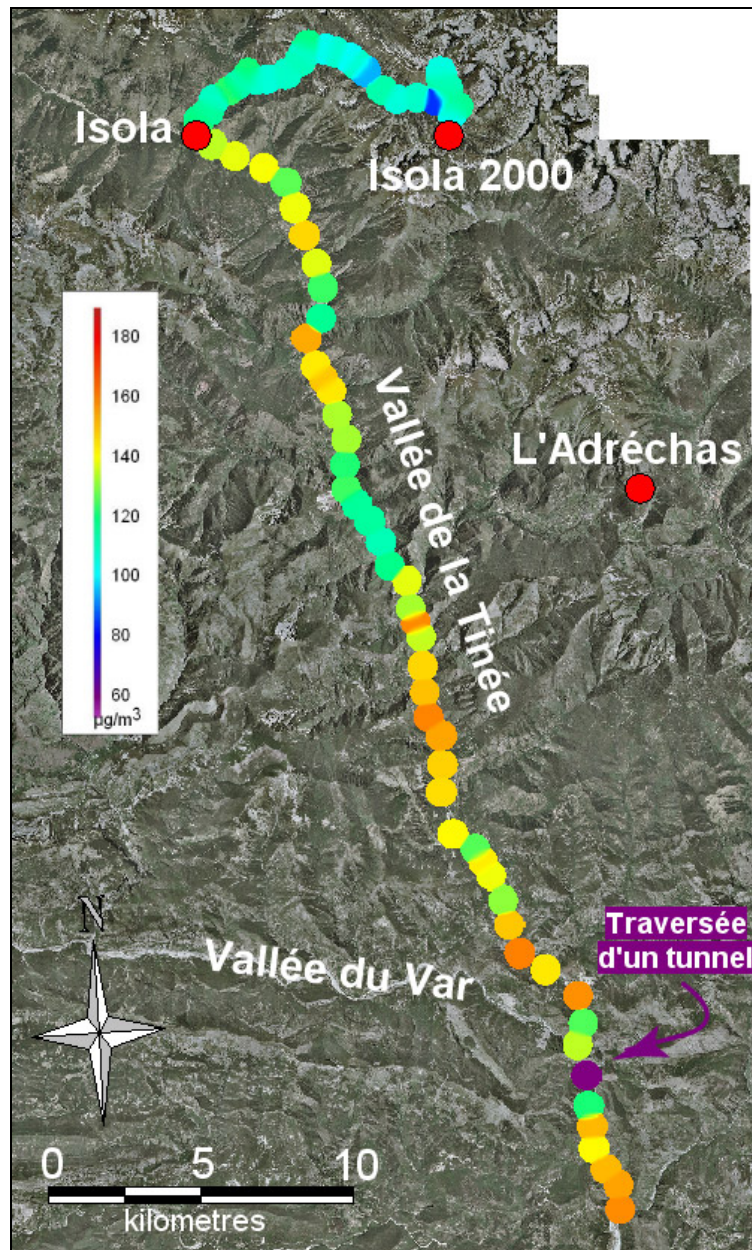 Isola
Isola 2000
180
160
140
120
100
80
60
µg/m3
Vallée de la Tinée
L'Adréchas
N
Vallée du Var
Traversée
d'un tunnel
0 5 10
kilometres